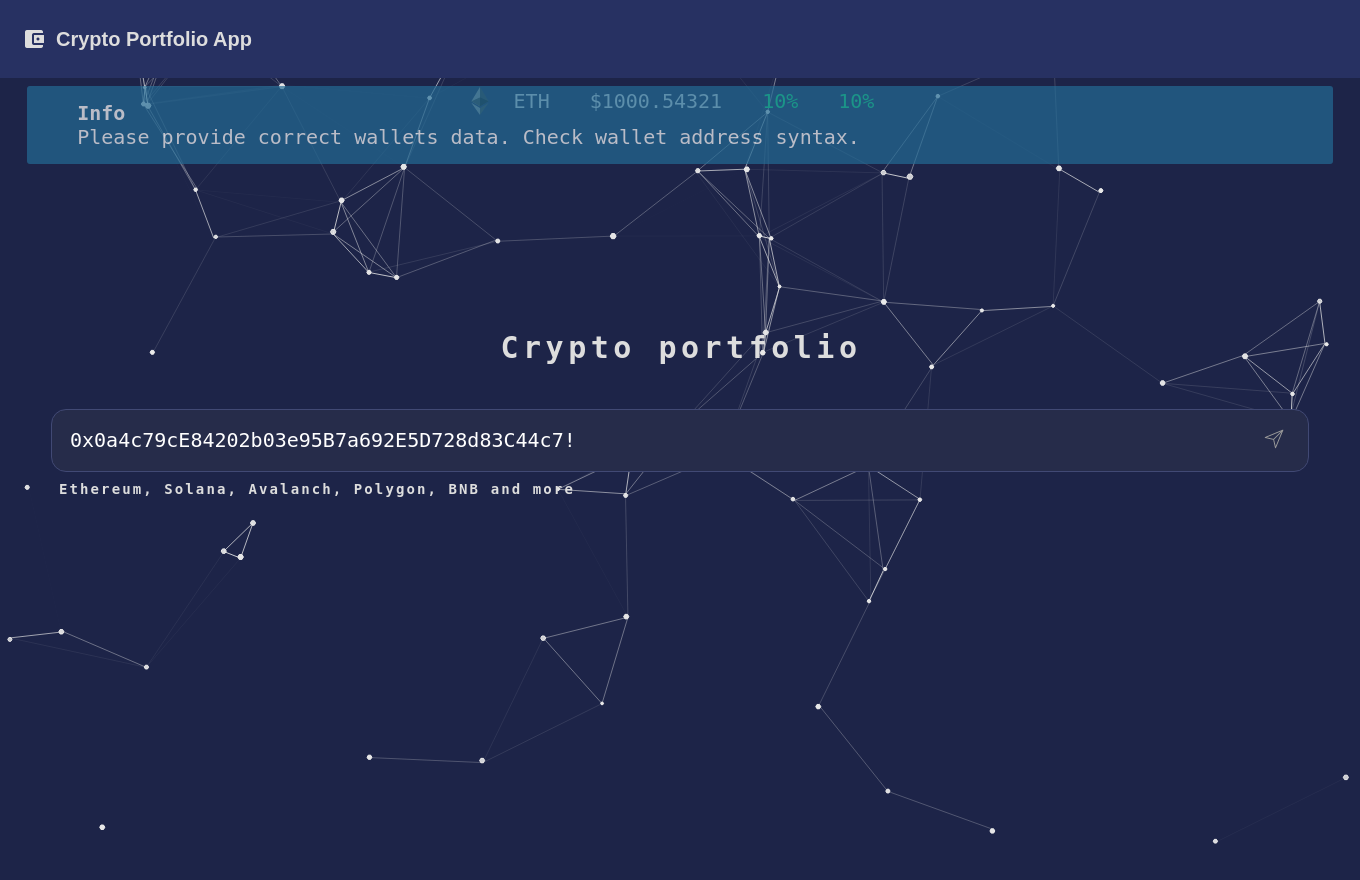 Crypto Portfolio App
ETH $1000.54321 10% 10%
Info
Please provide correct wallets data. Check wallet address syntax.
Crypto portfolio
0x0a4c79cE84202b03e95B7a692E5D728d83C44c7!
Ethereum, Solana, Avalanch, Polygon, BNB and more